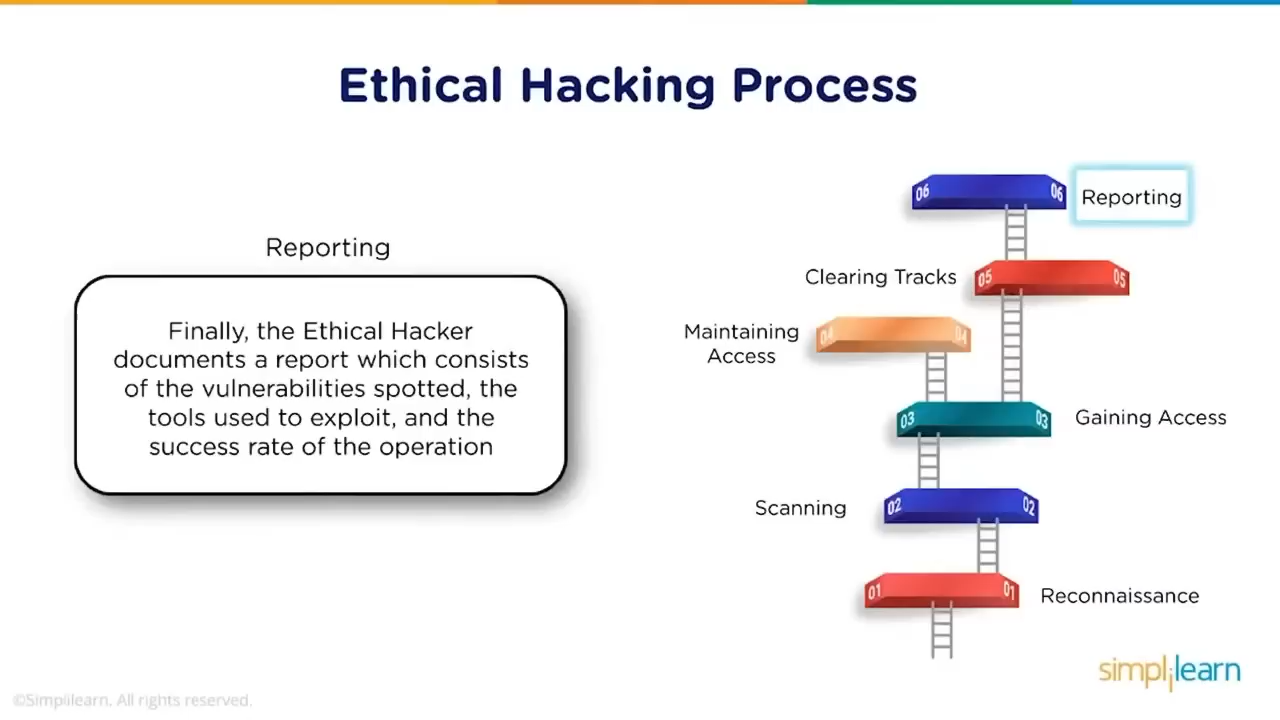 Ethical Hacking Process
Reporting
Finally, the Ethical Hacker
documents a report which consists
of the vulnerabilities spotted, the
tools used to exploit, and the
success rate of the operation
06 06
Reporting
Clearing Tracks
05 05
Maintaining
Access
04 04
03 03
Gaining Access
Scanning
02 02
01 01
Reconnaissance
simplilearn
©Simplilearn. All rights reserved.